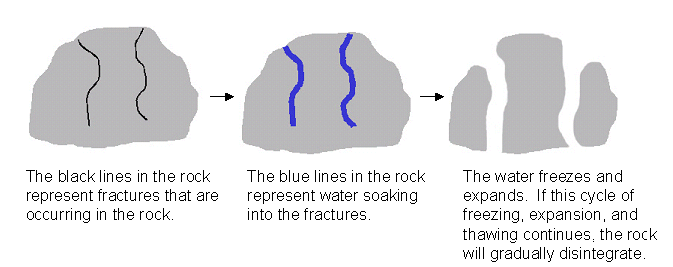 The black lines in the rock
represent fractures that are
occurring in the rock.
The blue lines in the rock
represent water soaking
into the fractures.
The water freezes and
expands.  If this cycle of
freezing, expansion, and
thawing continues, the rock
will gradually disintegrate.